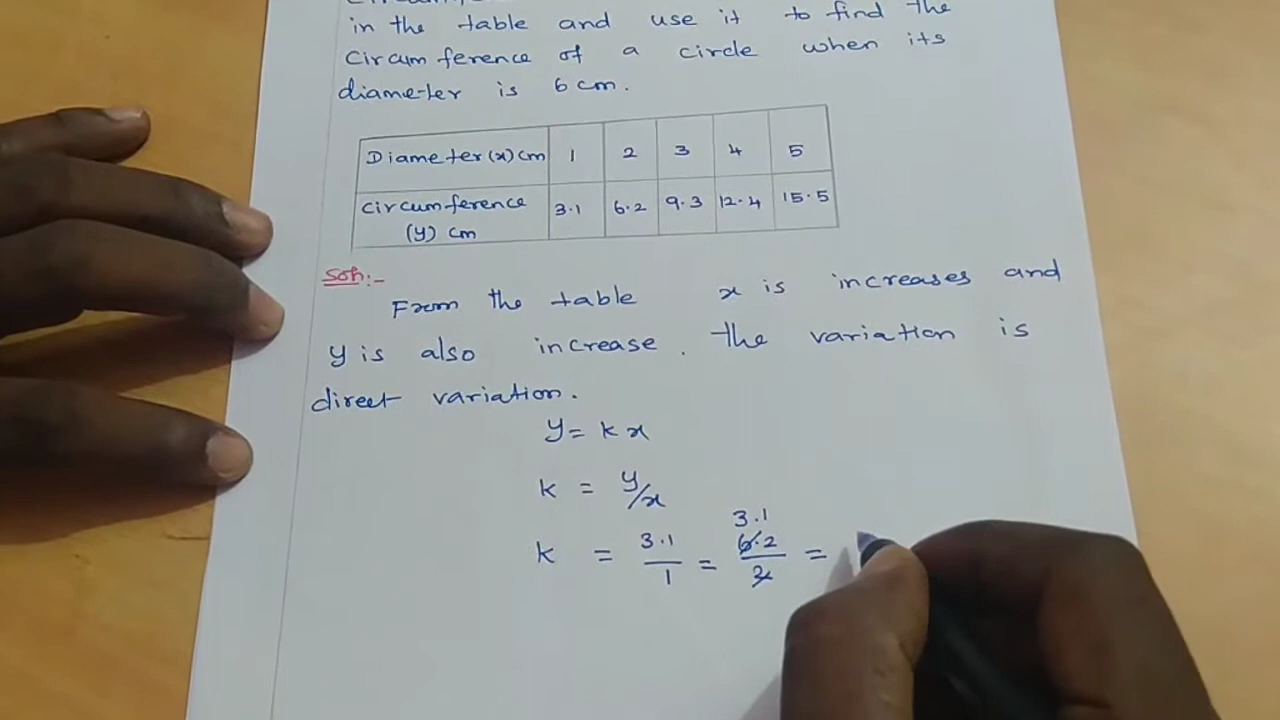 in the table and use it to find the
circumference of a circle when its
diameter is 6 cm.
Diameter (x) cm 1 2 3 4 5
circumference (y) cm 3.1 6.2 9.3 12.4 15.5
Soln:-
From the table x is increases and
y is also increase. the variation is
direct variation.
y = kx
k = y/x
k = 3.1/1 = 3.1 6.2/2 =